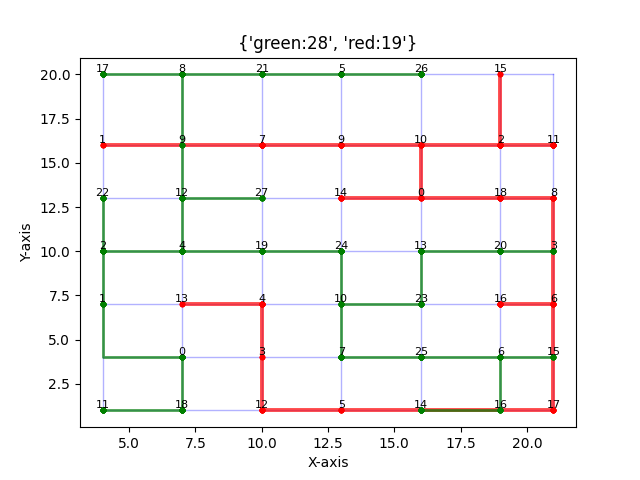 {'green:28', 'red:19'}
20.0 17 8 21 5 26 15
17.5
15.0 1 9 7 9 10 2 11
12.5 22 12 27 14 0 18 8
10.0 2 4 19 24 13 20 3
7.5 1 13 4 10 23 16 6
5.0 0 3 7 25 6 15
2.5 11 18 12 5 14 16 17
Y-axis
5.0 7.5 10.0 12.5 15.0 17.5 20.0
X-axis